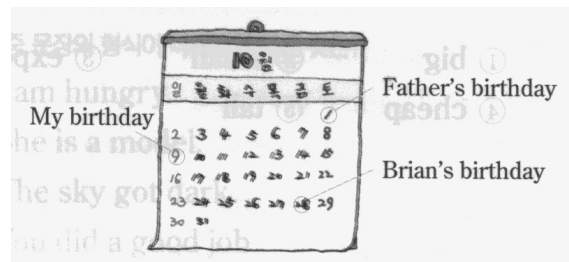 10월
일 월 화 수 목 금 토
1
Father's birthday
My birthday
2 3 4 5 6 7 8
9 10 11 12 13 14 15
16 17 18 19 20 21 22
Brian's birthday
23 24 25 26 27 28 29
30 31